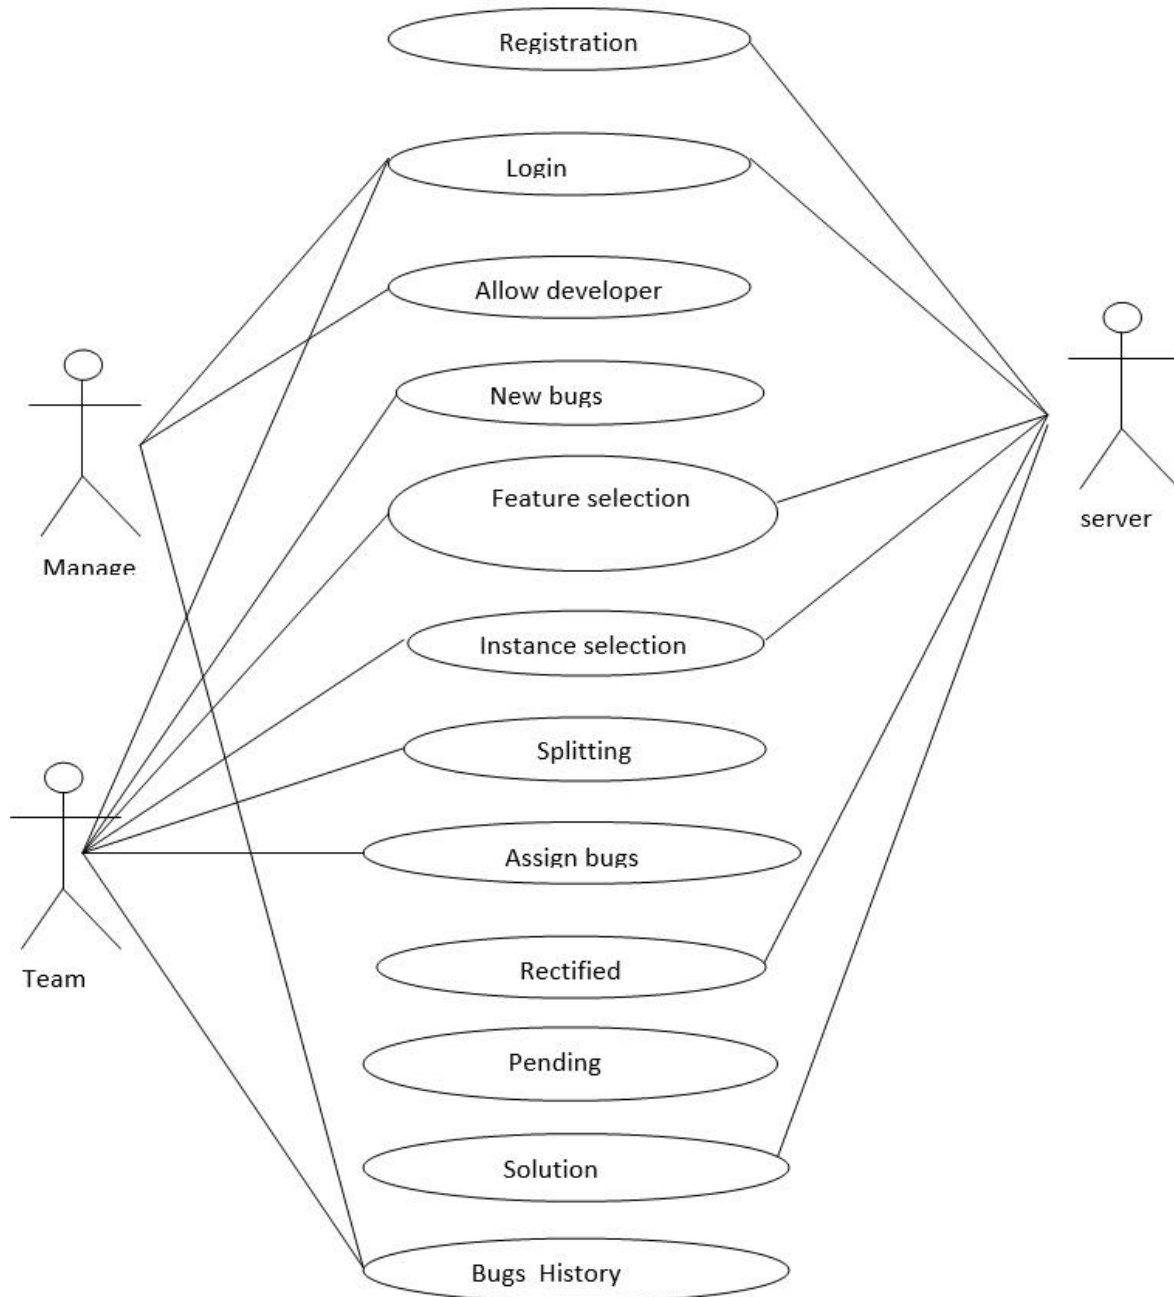 Registration
Login
Allow developer
New bugs
Feature selection
server
Manage
Instance selection
Splitting
Assign bugs
Rectified
Team
Pending
Solution
Bugs History